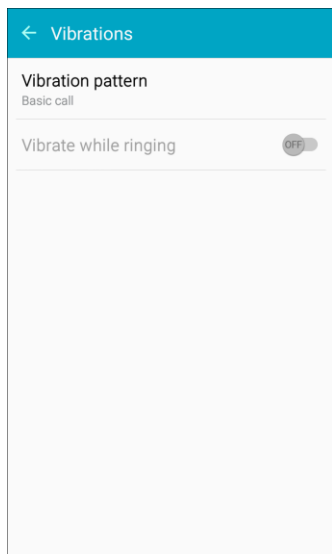 Vibrations
Vibration pattern
Basic call
Vibrate while ringing
OFF